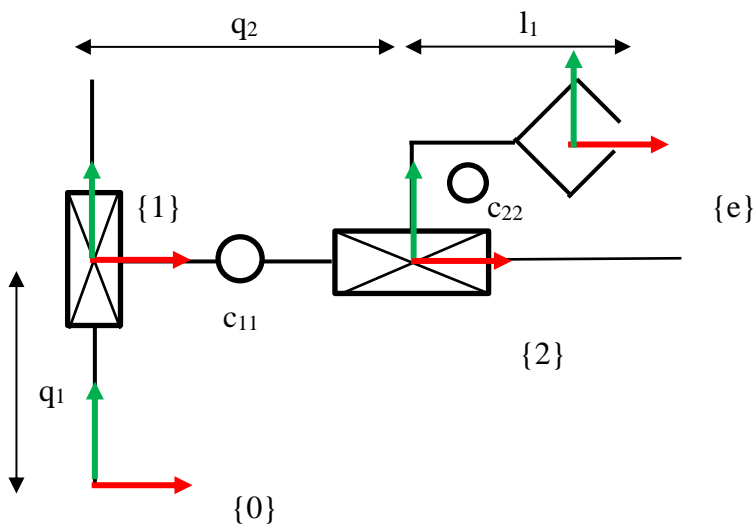 q₂
l₁
{1}
c₂₂
{e}
c₁₁
{2}
q₁
{0}